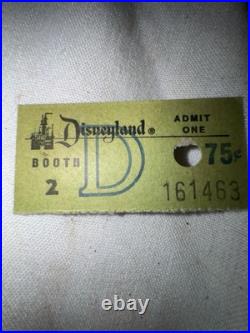 Disneyland® ADMIT
ONE
BOOTH D 75¢
2 161463